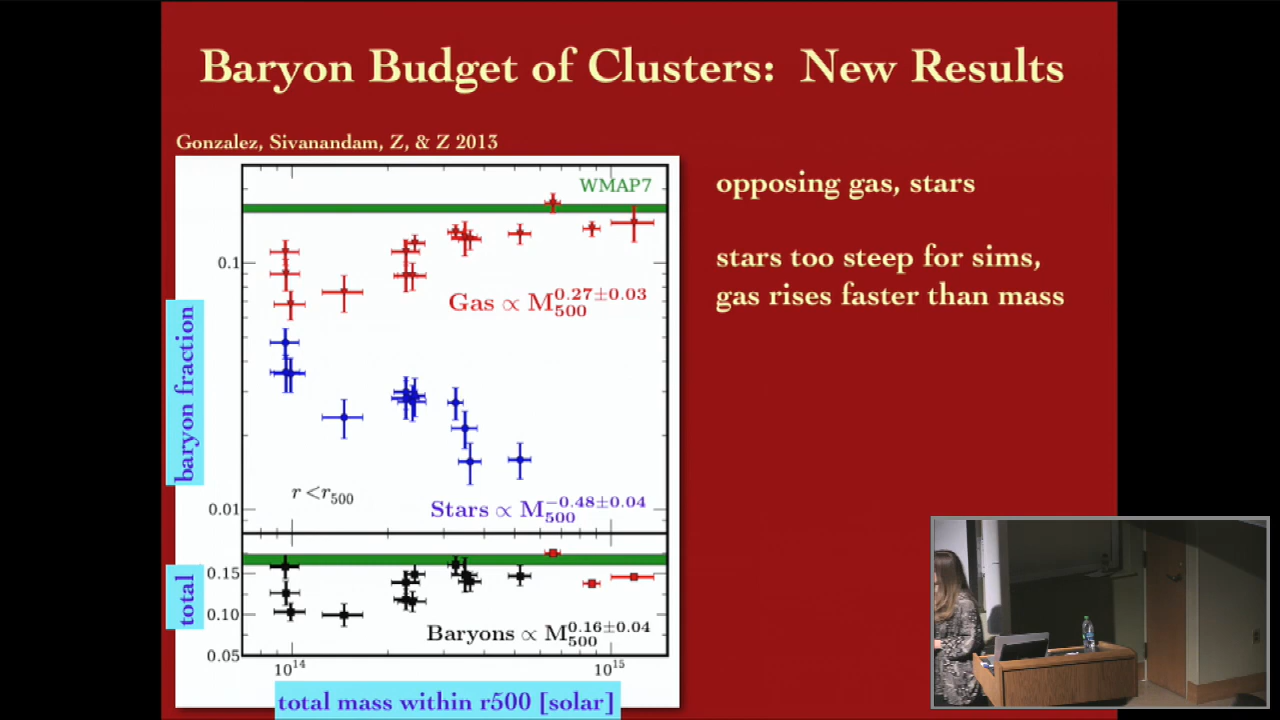 Baryon Budget of Clusters: New Results
Gonzalez, Sivanandam, Z, & Z 2013
opposing gas, stars
stars too steep for sims,
gas rises faster than mass
WMAP7
0.1
Gas ∝ M500^0.27±0.03
baryon fraction
r < r500
Stars ∝ M500^−0.48±0.04
0.01
total
0.15
0.10
Baryons ∝ M500^0.16±0.04
0.05
10^14
10^15
total mass within r500 [solar]